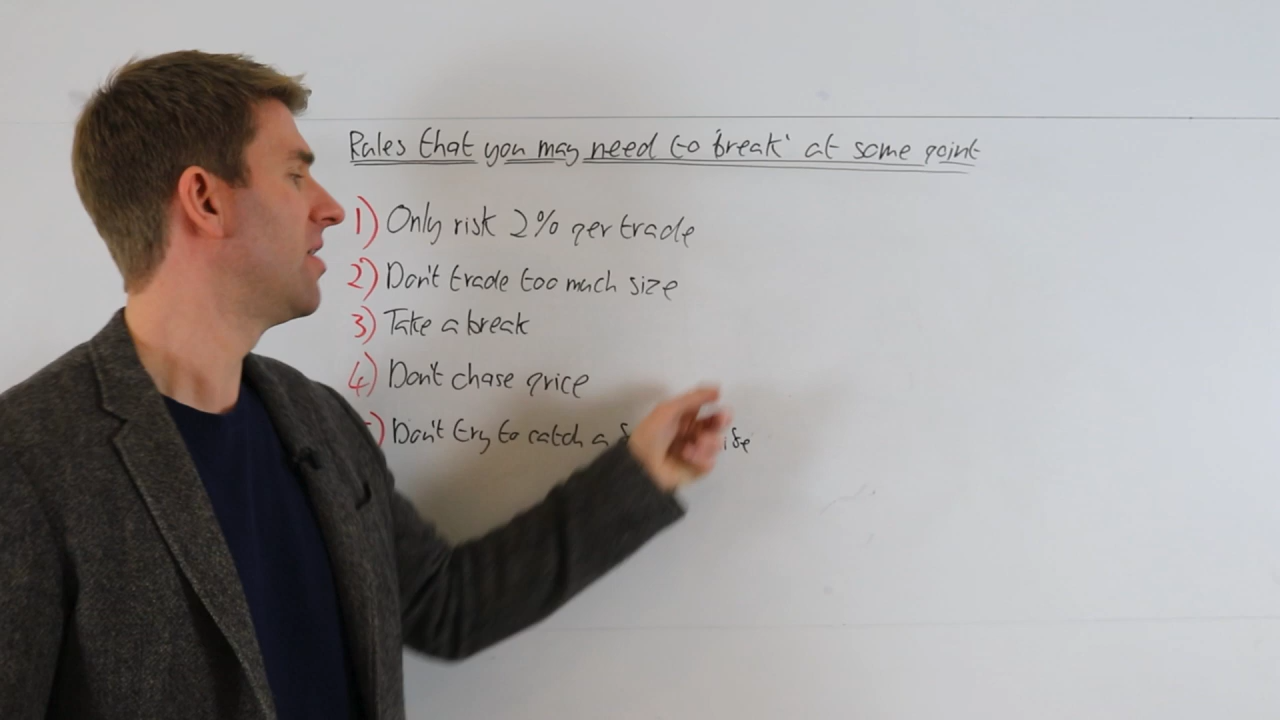 Rules that you may need to 'break' at some point
1) Only risk 2% per trade
2) Don't trade too much size
3) Take a break
4) Don't chase price
) Don't try to catch a